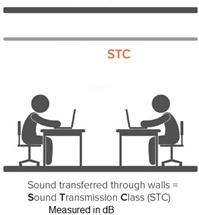 STC
Sound transferred through walls =
Sound Transmission Class (STC)
Measured in dB